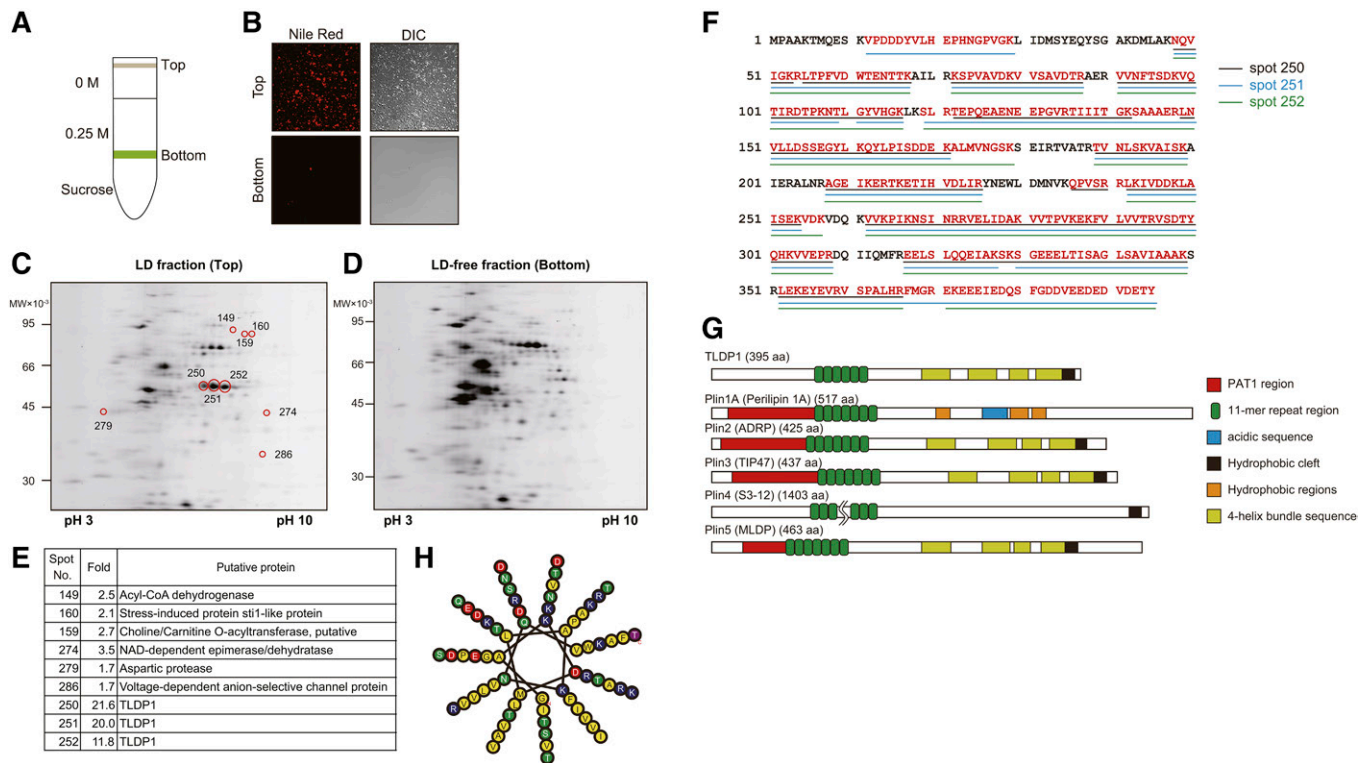 A
0 M
0.25 M
Sucrose
Top
Bottom
B
Nile Red
DIC
Top
Bottom
C
LD fraction (Top)
MW×10⁻³
95
66
45
30
149
160
159
250
252
251
274
279
286
pH 3
pH 10
D
LD-free fraction (Bottom)
MW×10⁻³
95
66
45
30
pH 3
pH 10
E
Spot No. Fold Putative protein
149 2.5 Acyl-CoA dehydrogenase
160 2.1 Stress-induced protein sti1-like protein
159 2.7 Choline/Carnitine O-acyltransferase, putative
274 3.5 NAD-dependent epimerase/dehydratase
279 1.7 Aspartic protease
286 1.7 Voltage-dependent anion-selective channel protein
250 21.6 TLDP1
251 20.0 TLDP1
252 11.8 TLDP1
F
1 MPAAKTMQES KVPDDDYVLH EPHNGPVGKL IDMSYEQYSG AKDMLAKNQV
51 IGKRLTPFVD WTENTTKAIL RKSPVAVDKV VSAVDTRAER VVNFTSDKVQ
101 TIRDTPKNTL GYVHGKLKSL RTEPQEAENE EPGVRTIIIT GKSAAAERLN
151 VLLDSSEGYL KQYLPISDDE KALMVNGSKS EIRTVATRTV NLSKVAISKA
201 IERALNRAGE IKERTKETIH VDLIRYNEWL DMNVKQPVSR RLKIVDDKLA
251 ISEKVDKVDQ KVVKPIKNSI NRRVELIDAK VVTPVKEKFV LVVTRVSDTY
301 QHKVVEPRDQ IIQMFREELS LQQEIAKSKS GEEELTISAG LSAVIAAAKS
351 RLEKEYEVRV SPALHRFMGR EKEEEIEDQS FGDDVEEDED VDETY
spot 250
spot 251
spot 252
G
TLDP1 (395 aa)
Plin1A (Perilipin 1A) (517 aa)
Plin2 (ADRP) (425 aa)
Plin3 (TIP47) (437 aa)
Plin4 (S3-12) (1403 aa)
Plin5 (MLDP) (463 aa)
PAT1 region
11-mer repeat region
acidic sequence
Hydrophobic cleft
Hydrophobic regions
4-helix bundle sequence
H